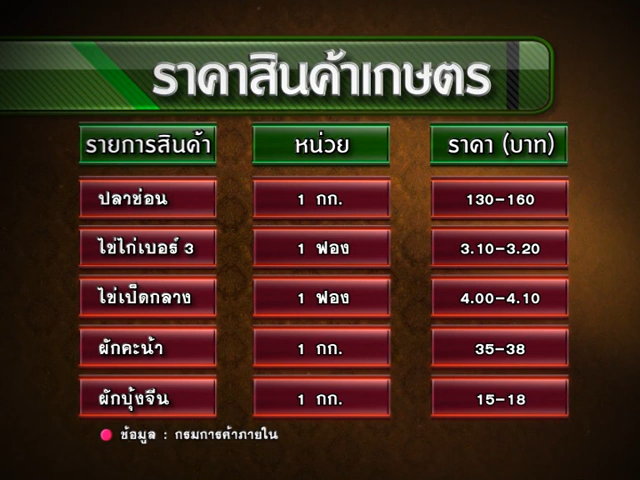 ราคาสินค้าเกษตร
รายการสินค้า หน่วย ราคา (บาท)
ปลาช่อน 1 กก. 130-160
ไข่ไก่เบอร์ 3 1 ฟอง 3.10-3.20
ไข่เป็ดกลาง 1 ฟอง 4.00-4.10
ผักคะน้า 1 กก. 35-38
ผักบุ้งจีน 1 กก. 15-18
ข้อมูล : กรมการค้าภายใน